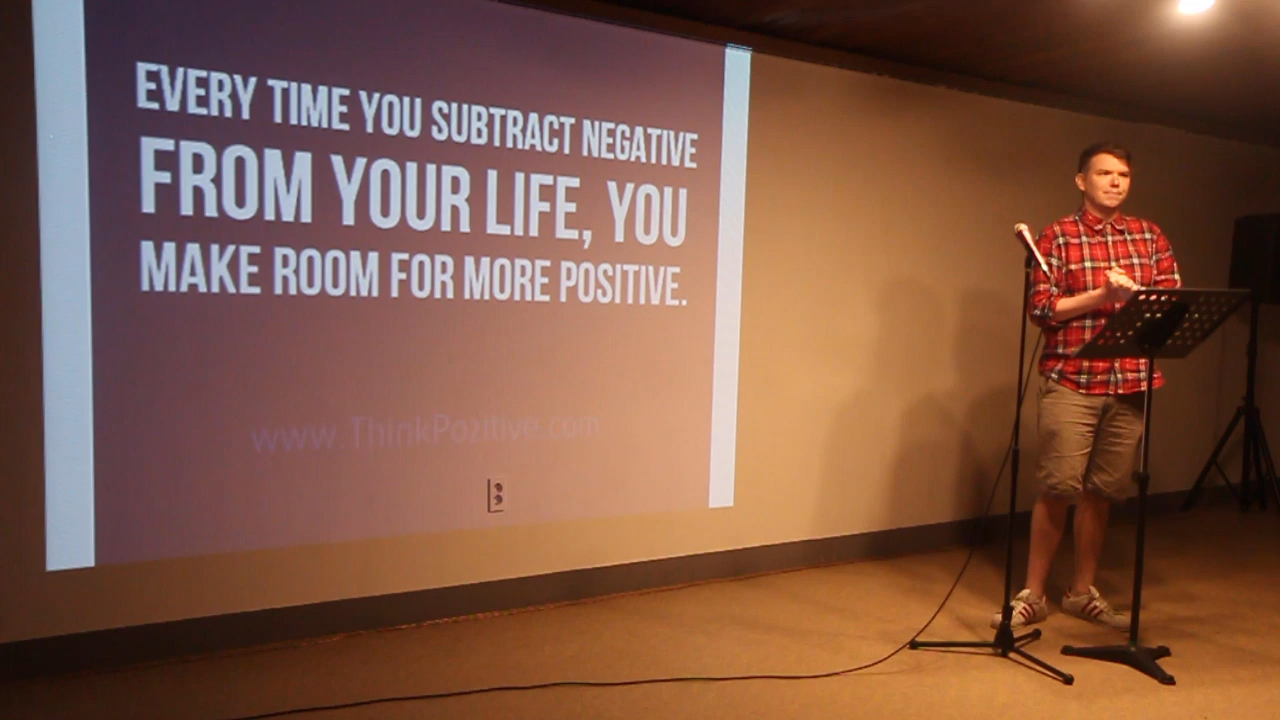 EVERY TIME YOU SUBTRACT NEGATIVE
FROM YOUR LIFE, YOU
MAKE ROOM FOR MORE POSITIVE.
www.ThinkPozitive.com